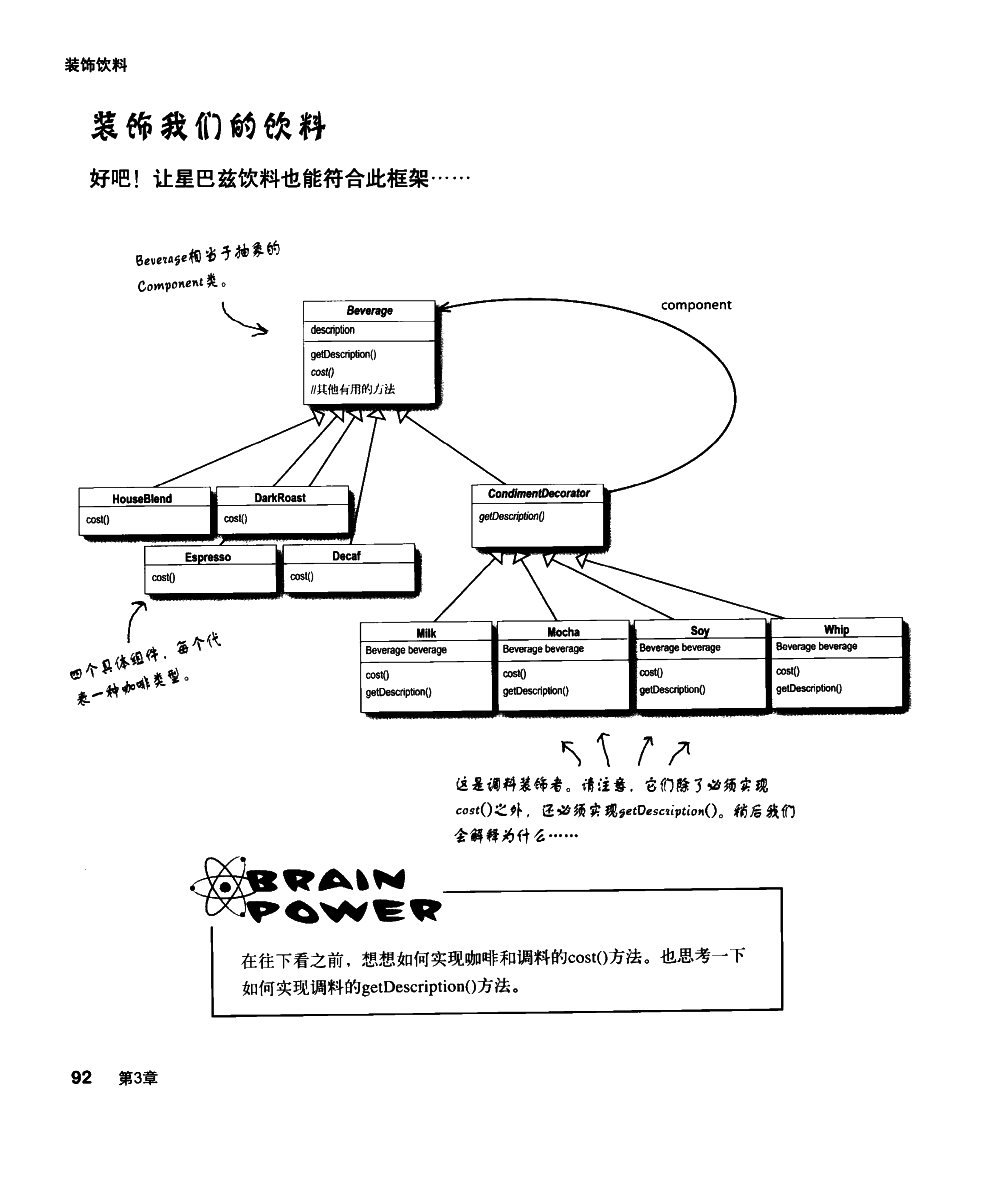 装饰饮料
装饰我们的饮料
好吧！让星巴兹饮料也能符合此框架……
Beverage相当于抽象的
Component类。
component
Beverage
description
getDescription()
cost()
//其他有用的方法
HouseBlend
cost()
DarkRoast
cost()
CondimentDecorator
getDescription()
Espresso
cost()
Decaf
cost()
四个具体组件，每个代
表一种咖啡类型。
Milk
Beverage beverage
cost()
getDescription()
Mocha
Beverage beverage
cost()
getDescription()
Soy
Beverage beverage
cost()
getDescription()
Whip
Beverage beverage
cost()
getDescription()
这是调料装饰者。请注意，它们除了必须实现
cost()之外，还必须实现getDescription()。稍后我们
会解释为什么……
BRAIN
POWER
在往下看之前，想想如何实现咖啡和调料的cost()方法。也思考一下
如何实现调料的getDescription()方法。
92 第3章